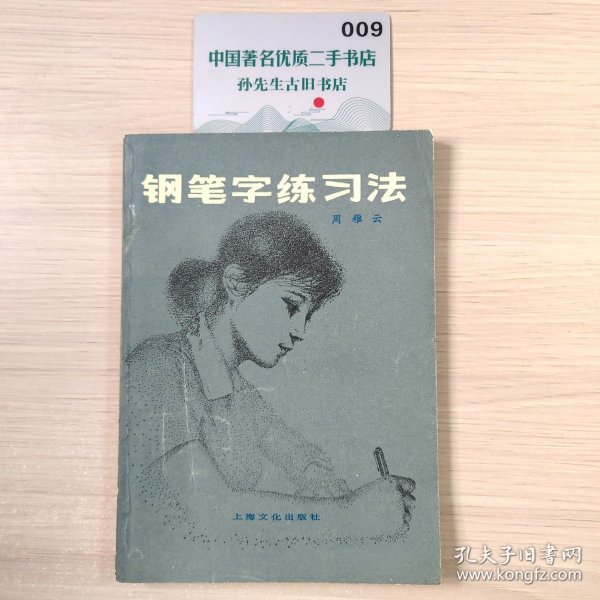 009
中国著名优质二手书店
孙先生古旧书店
钢笔字练习法
周稚云
上海文化出版社
孔夫子旧书网
www.kongfz.com